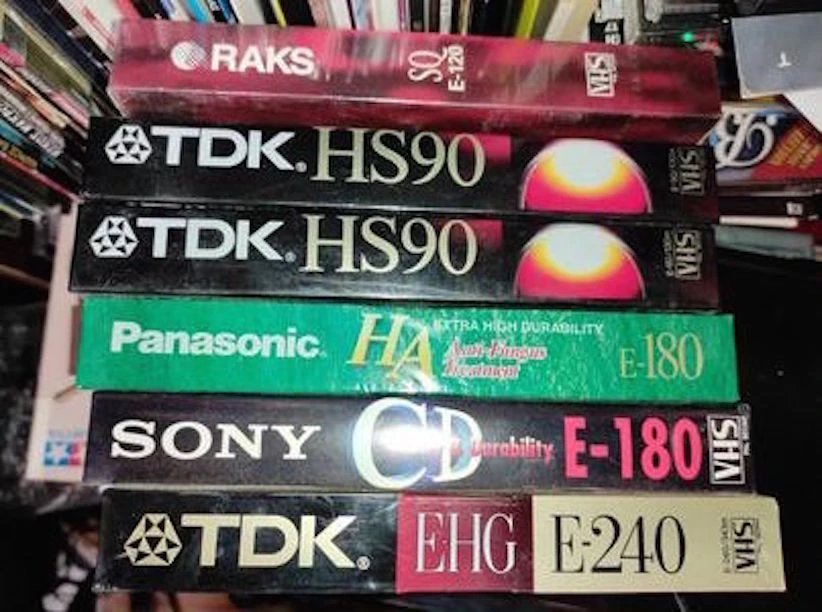 RAKS SQ E-120 VHS
TDK HS90 VHS
TDK HS90 VHS
Panasonic HA EXTRA HIGH DURABILITY
Anti-Fungus
Treatment
E-180
SONY CD Durability E-180 VHS
TDK EHG E-240 VHS